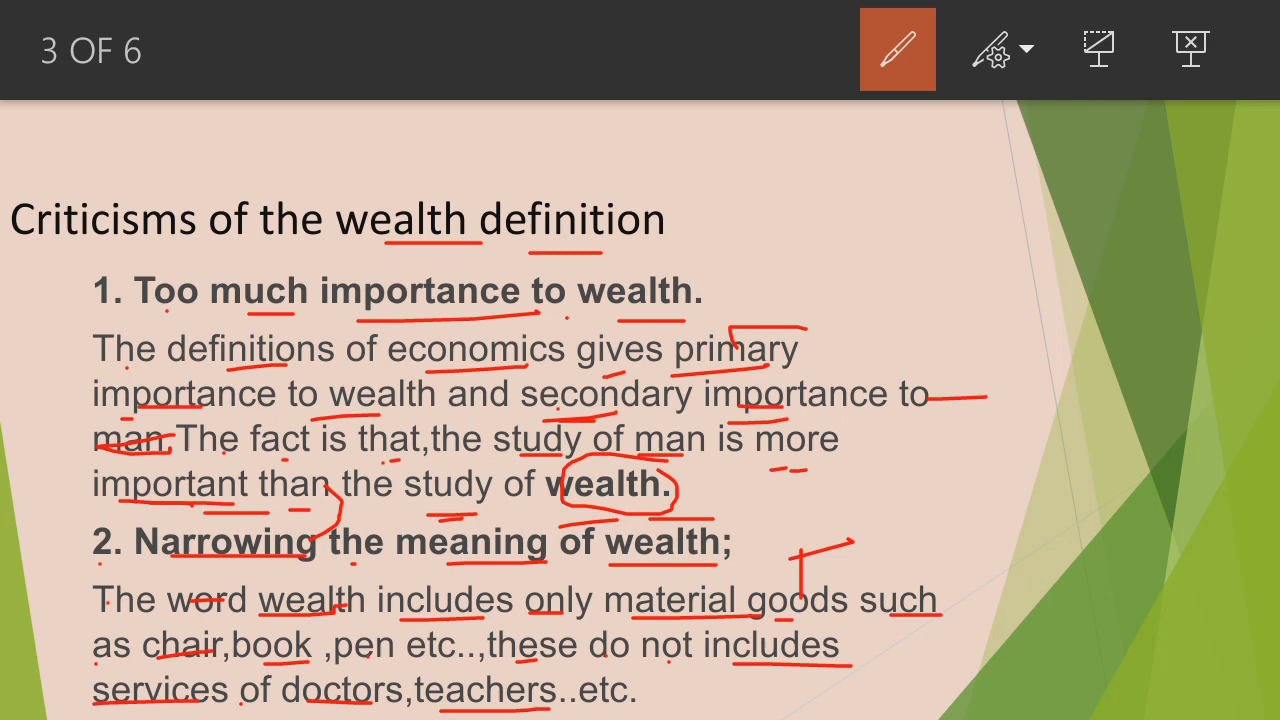 3 OF 6
Criticisms of the wealth definition
1. Too much importance to wealth.
The definitions of economics gives primary
importance to wealth and secondary importance to
man.The fact is that,the study of man is more
important than the study of wealth.
2. Narrowing the meaning of wealth;
The word wealth includes only material goods such
as chair,book ,pen etc..,these do not includes
services of doctors,teachers..etc.